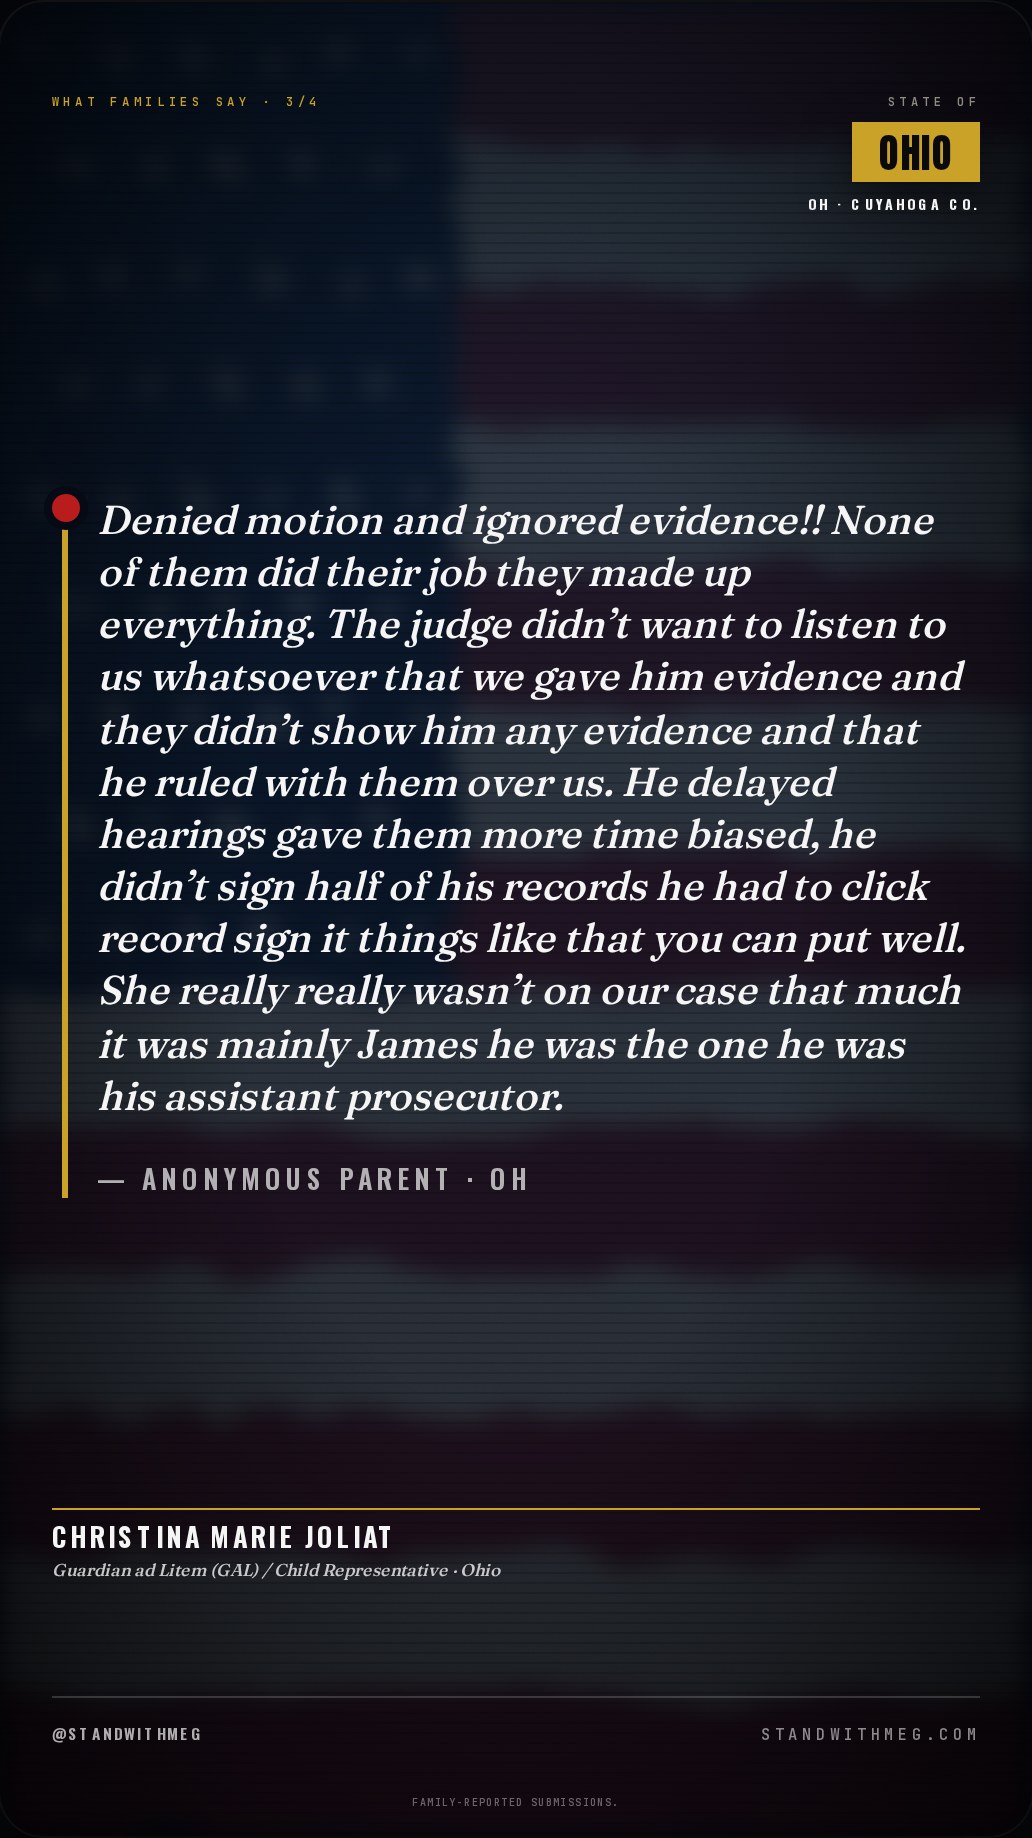 WHAT FAMILIES SAY · 3/4
STATE OF
OHIO
OH · CUYAHOGA CO.
Denied motion and ignored evidence!! None
of them did their job they made up
everything. The judge didn’t want to listen to
us whatsoever that we gave him evidence and
they didn’t show him any evidence and that
he ruled with them over us. He delayed
hearings gave them more time biased, he
didn’t sign half of his records he had to click
record sign it things like that you can put well.
She really really wasn’t on our case that much
it was mainly James he was the one he was
his assistant prosecutor.
— ANONYMOUS PARENT · OH
CHRISTINA MARIE JOLIAT
Guardian ad Litem (GAL) / Child Representative · Ohio
@STANDWITHMEG
STANDWITHMEG.COM
FAMILY-REPORTED SUBMISSIONS.